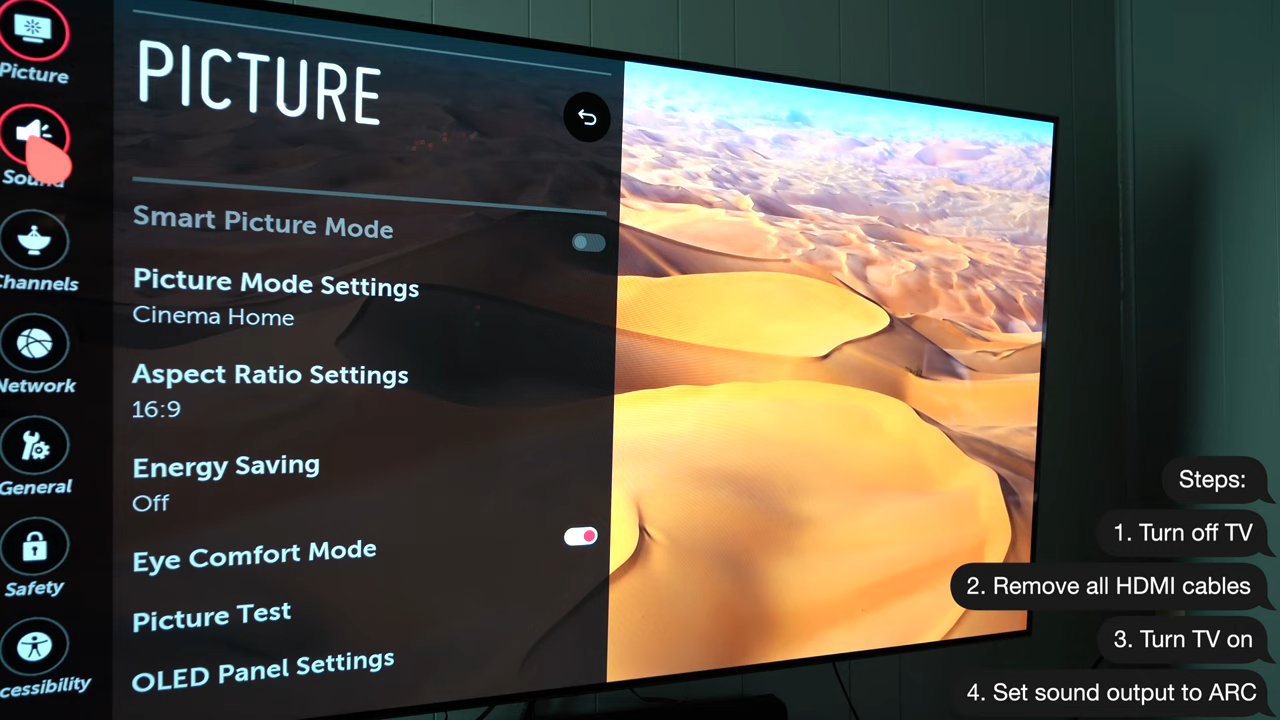 Picture
Sound
Channels
Network
General
Safety
cessibility
PICTURE
Smart Picture Mode
Picture Mode Settings
Cinema Home
Aspect Ratio Settings
16:9
Energy Saving
Off
Eye Comfort Mode
Picture Test
OLED Panel Settings
Steps:
1. Turn off TV
2. Remove all HDMI cables
3. Turn TV on
4. Set sound output to ARC